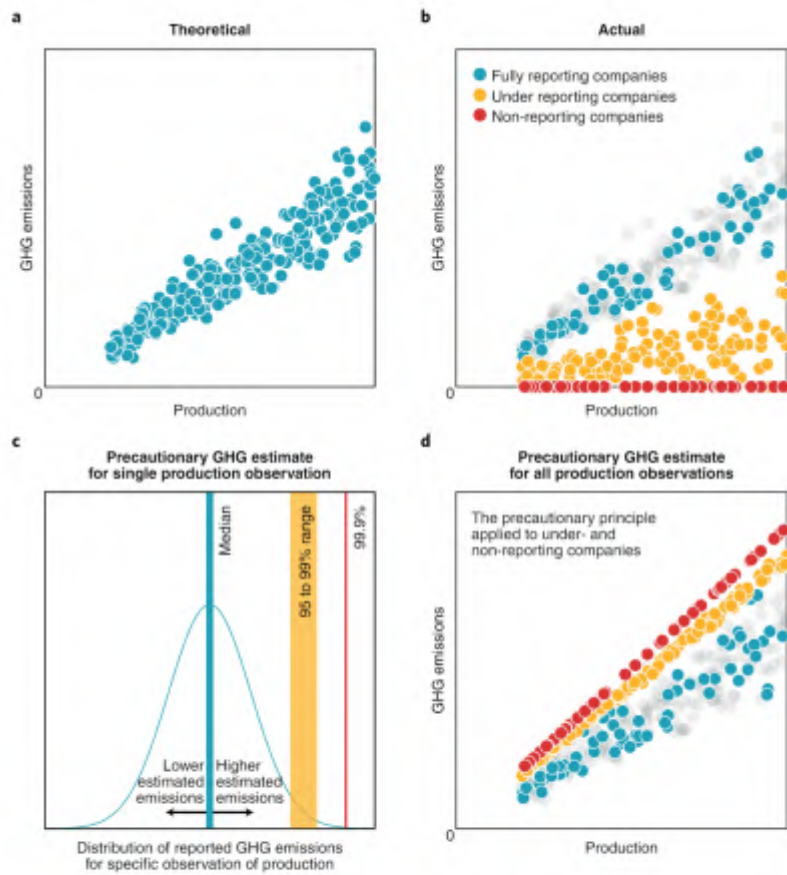 a
Theoretical
GHG emissions
0
Production
b
Actual
Fully reporting companies
Under reporting companies
Non-reporting companies
GHG emissions
0
Production
c
Precautionary GHG estimate
for single production observation
Median
95 to 99% range
99.9%
Lower
estimated
emissions
Higher
estimated
emissions
Distribution of reported GHG emissions
for specific observation of production
d
Precautionary GHG estimate
for all production observations
The precautionary principle
applied to under- and
non-reporting companies
GHG emissions
0
Production